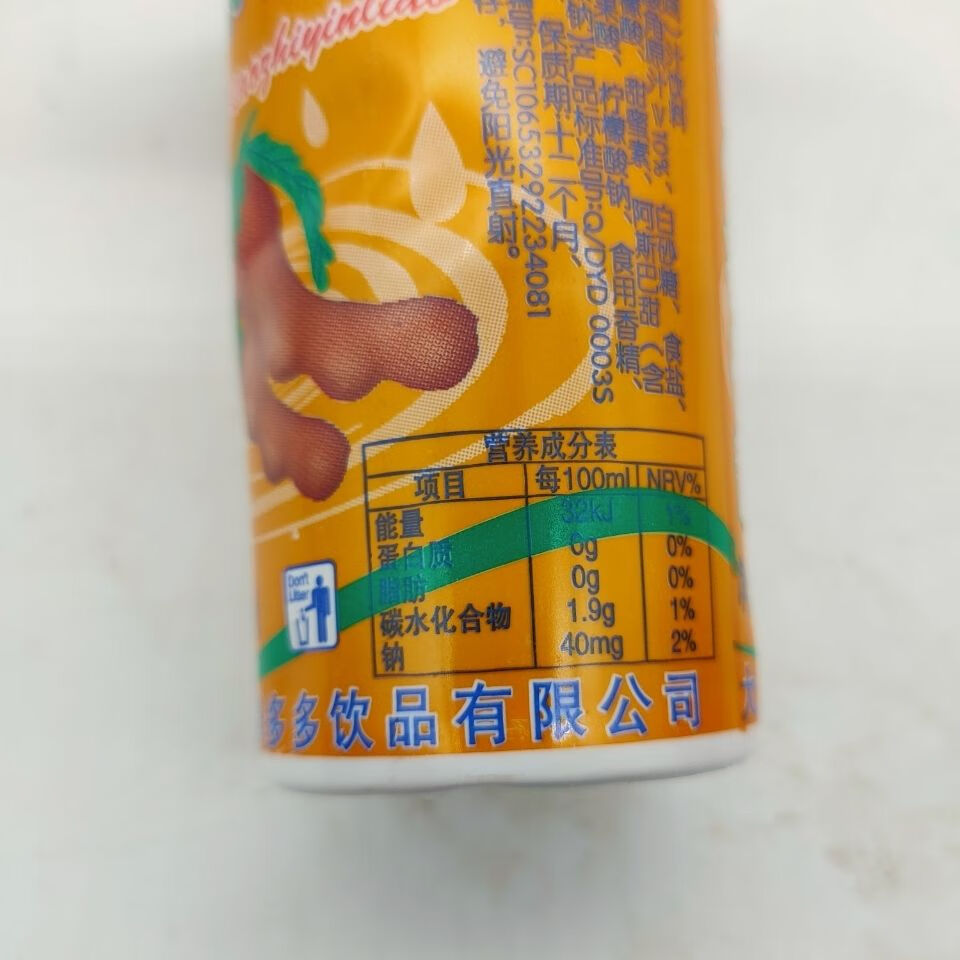 原汁≥10%、白砂糖、食盐、
甜蜜素、阿斯巴甜(含
酸、柠檬酸钠、食用香精、
产品标准号:Q/DYD 0003S
保质期:十二个月、
SC10653292234081
避免阳光直射。
营养成分表
项目 每100ml NRV%
能量 32kJ 1%
蛋白质 0g 0%
脂肪 0g 0%
碳水化合物 1.9g 1%
钠 40mg 2%
Don't
Litter
多多饮品有限公司